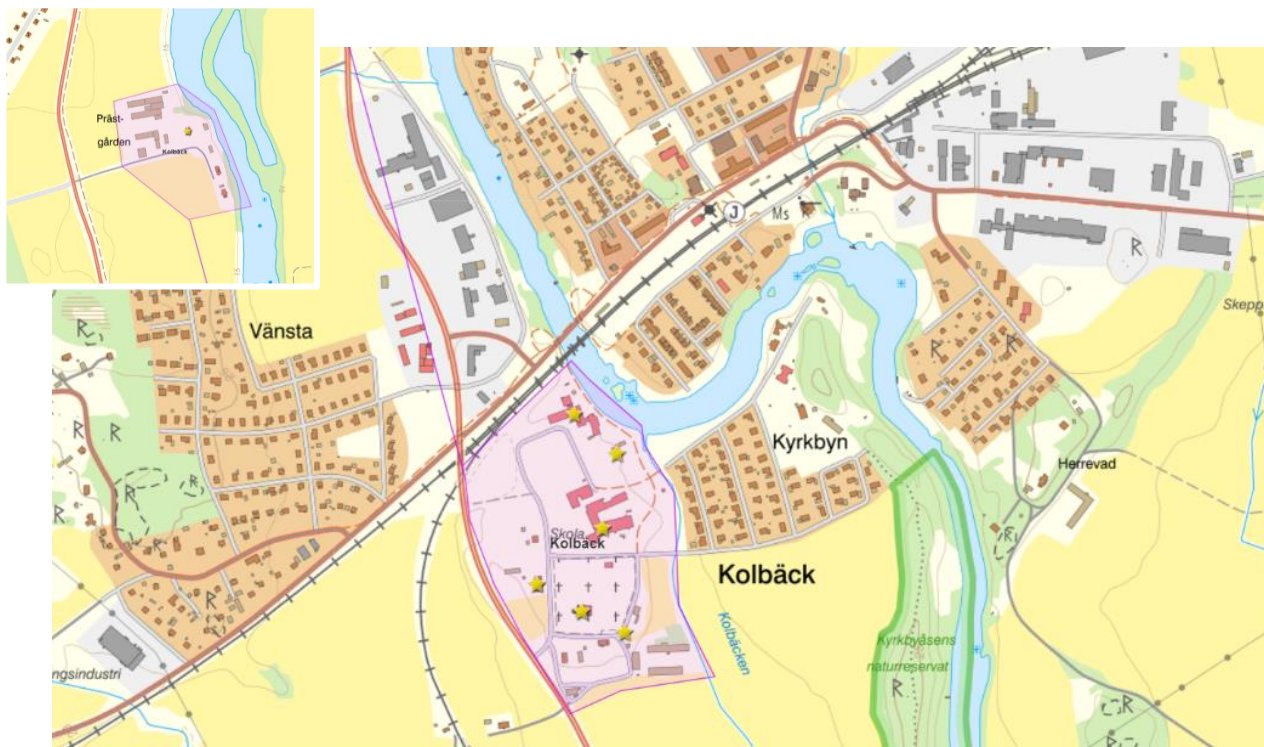 Präst-
gården
Kolbäck
J
Ms
R
Vänsta
Skepp
R
R
R
Kyrkbyn
R
R
Herrevad
R
R
Skola
Kolbäck
Kolbäck
R
Kolbäcken
Kyrkbyåsens
naturreservat
ngsindustri
R
R
R